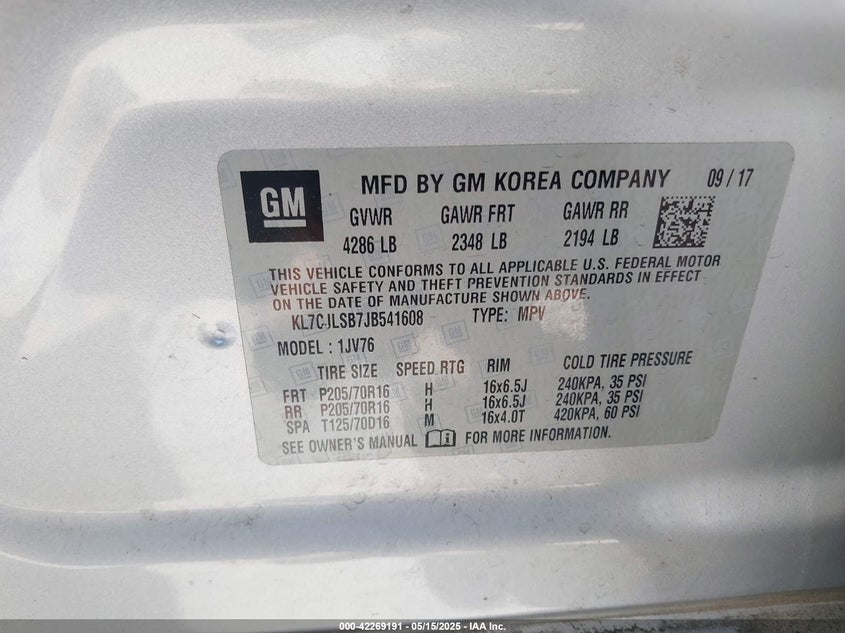 GM
MFD BY GM KOREA COMPANY 09 / 17
GVWR GAWR FRT GAWR RR
4286 LB 2348 LB 2194 LB
THIS VEHICLE CONFORMS TO ALL APPLICABLE U.S. FEDERAL MOTOR
VEHICLE SAFETY AND THEFT PREVENTION STANDARDS IN EFFECT
ON THE DATE OF MANUFACTURE SHOWN ABOVE.
KL7CJLSB7JB541608 TYPE: MPV
MODEL : 1JV76
TIRE SIZE SPEED RTG RIM COLD TIRE PRESSURE
FRT P205/70R16 H 16x6.5J 240KPA, 35 PSI
RR P205/70R16 H 16x6.5J 240KPA, 35 PSI
SPA T125/70D16 M 16x4.0T 420KPA, 60 PSI
SEE OWNER'S MANUAL FOR MORE INFORMATION.
000-42269191 - 05/15/2025 - IAA Inc.